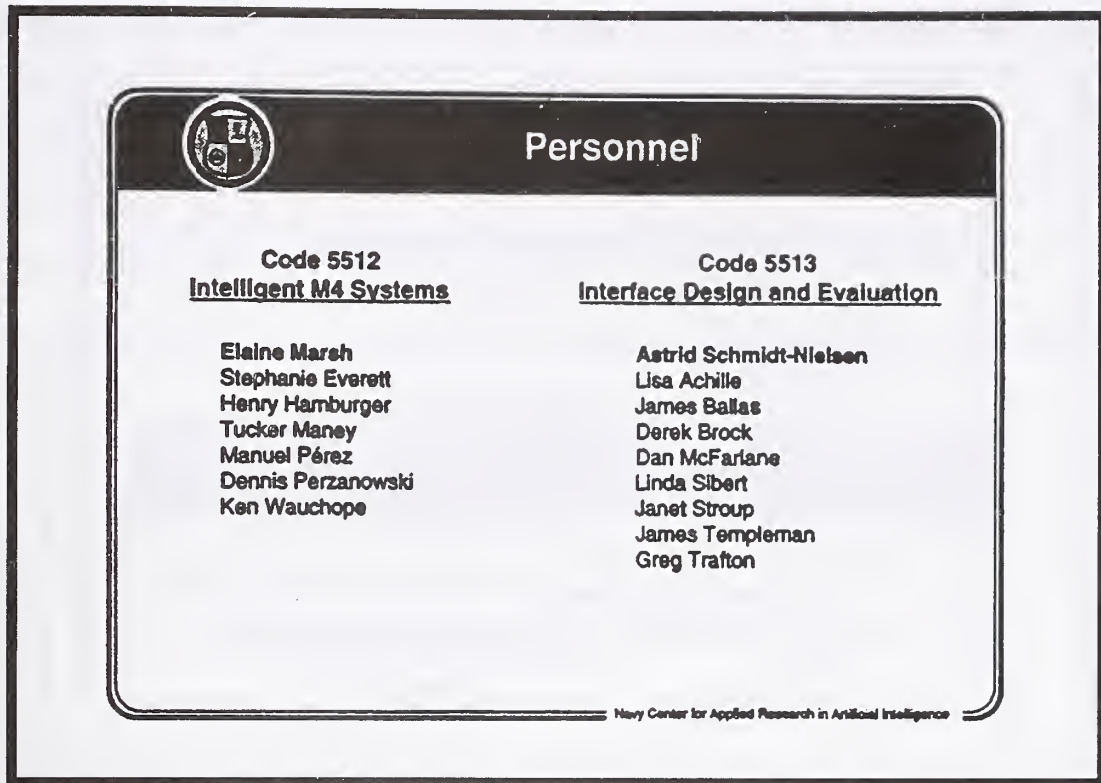 Personnel
Code 5512
Intelligent M4 Systems
Elaine Marsh
Stephanie Everett
Henry Hamburger
Tucker Maney
Manuel Pérez
Dennis Perzanowski
Ken Wauchope
Code 5513
Interface Design and Evaluation
Astrid Schmidt-Nielsen
Lisa Achille
James Ballas
Derek Brock
Dan McFarlane
Linda Sibert
Janet Stroup
James Templeman
Greg Trafton
Navy Center for Applied Research in Artificial Intelligence